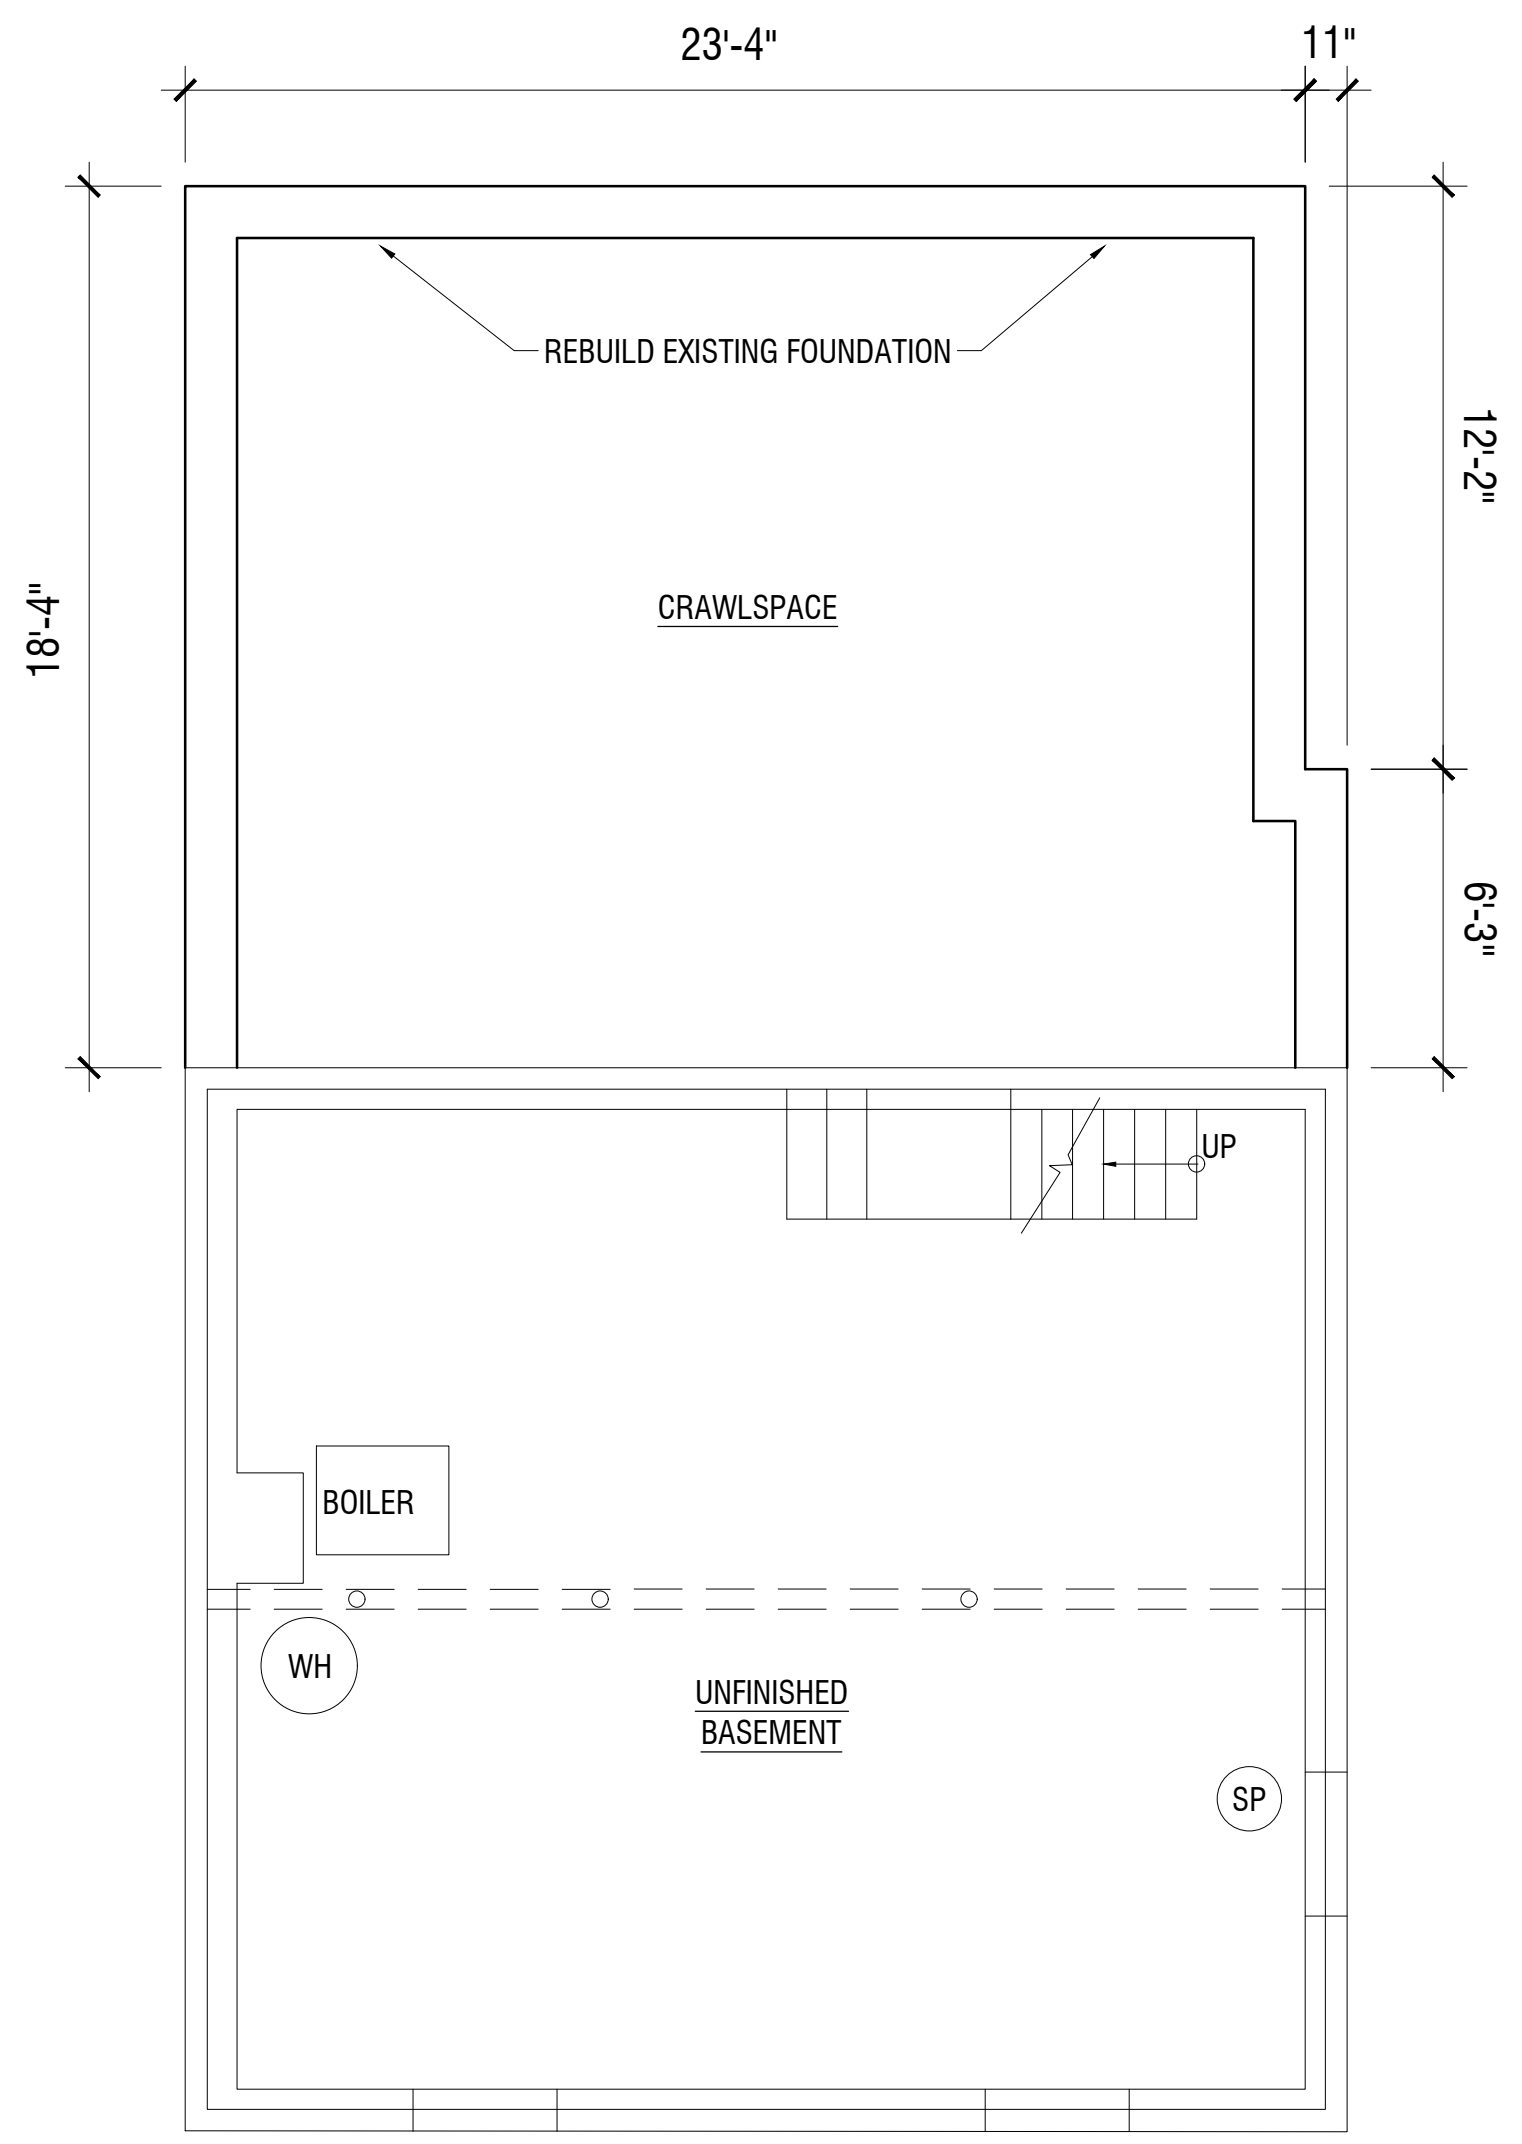 23'-4"
11"
REBUILD EXISTING FOUNDATION
12'-2"
CRAWLSPACE
18'-4"
6'-3"
UP
BOILER
WH
UNFINISHED
BASEMENT
SP